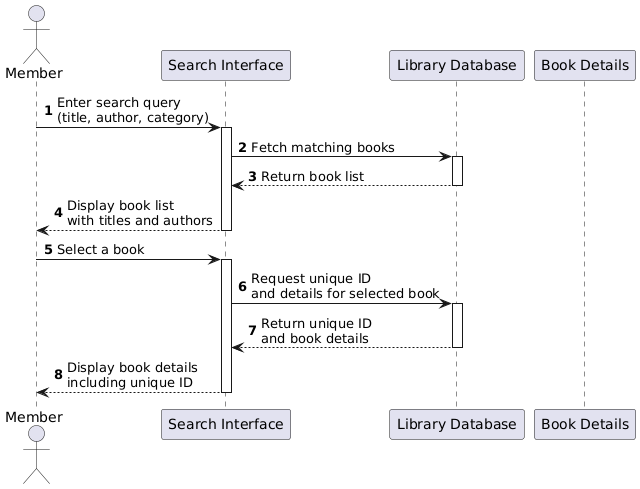 Member
Search Interface
Library Database
Book Details
1 Enter search query
(title, author, category)
2 Fetch matching books
3 Return book list
4 Display book list
with titles and authors
5 Select a book
6 Request unique ID
and details for selected book
7 Return unique ID
and book details
8 Display book details
including unique ID
Member
Search Interface
Library Database
Book Details